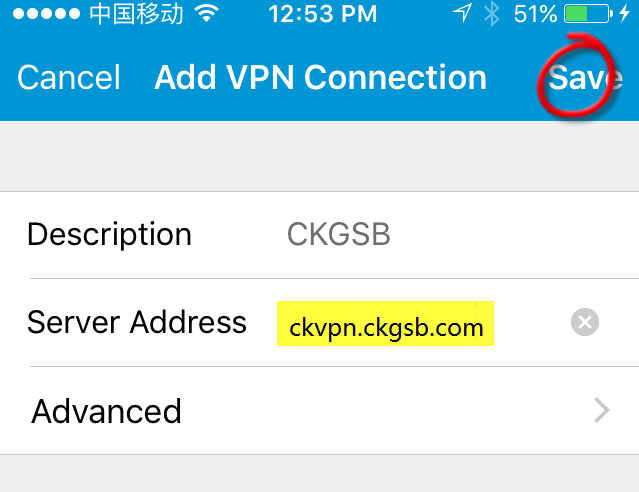 中国移动 12:53 PM 51%
Cancel Add VPN Connection Save
Description CKGSB
Server Address ckvpn.ckgsb.com
Advanced